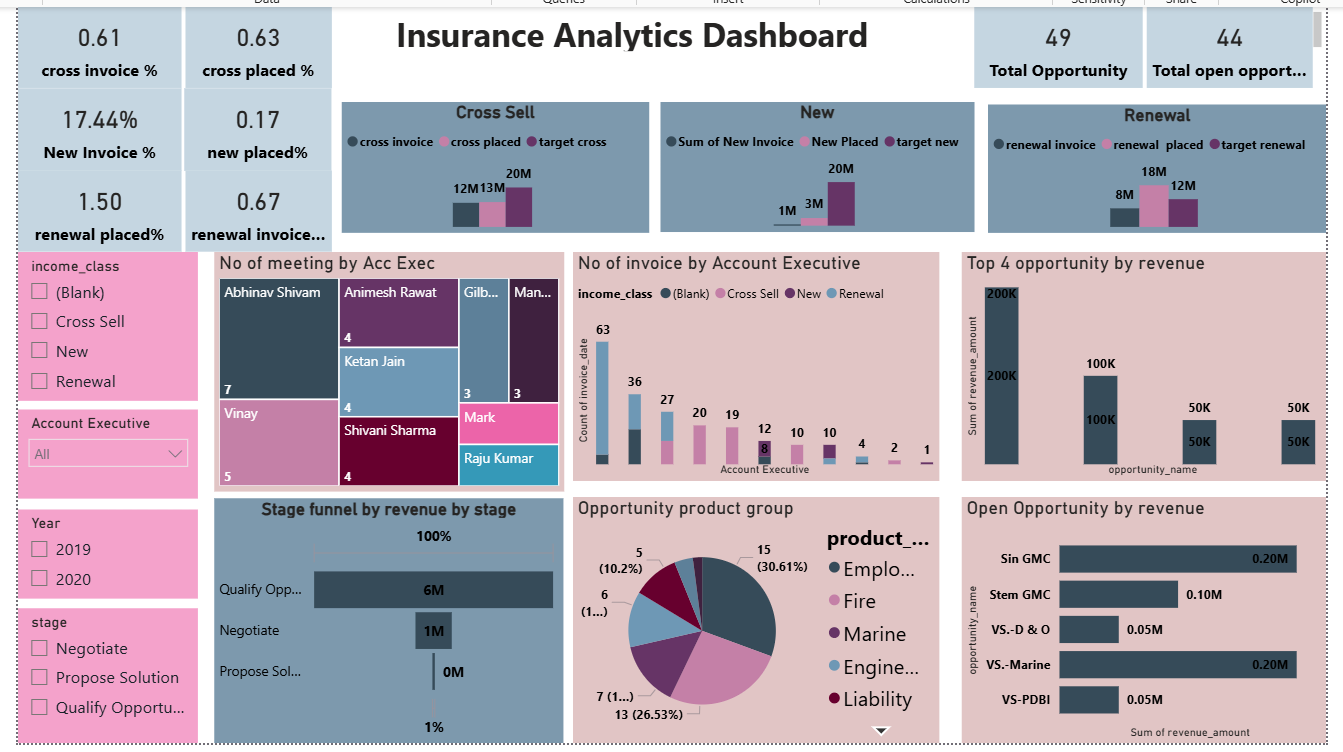 Data
Queries
Insert
Calculations
Sensitivity
Share
Copilot
0.61
cross invoice %
0.63
cross placed %
Insurance Analytics Dashboard
49
Total Opportunity
44
Total open opport...
17.44%
New Invoice %
0.17
new placed%
1.50
renewal placed%
0.67
renewal invoice...
Cross Sell
cross invoice cross placed target cross
12M 13M 20M
New
Sum of New Invoice New Placed target new
1M 3M 20M
Renewal
renewal invoice renewal placed target renewal
8M 18M 12M
income_class
(Blank)
Cross Sell
New
Renewal
Account Executive
All
Year
2019
2020
stage
Negotiate
Propose Solution
Qualify Opportu...
No of meeting by Acc Exec
Abhinav Shivam
7
Vinay
5
Animesh Rawat
4
Ketan Jain
4
Shivani Sharma
4
Gilb...
3
Man...
3
Mark
Raju Kumar
No of invoice by Account Executive
income_class (Blank) Cross Sell New Renewal
Count of invoice_date
63 36 27 20 19 12 8 10 10 4 2 1
Account Executive
Top 4 opportunity by revenue
Sum of revenue_amount
200K
200K
100K
100K
50K
50K
50K
50K
opportunity_name
Stage funnel by revenue by stage
100%
Qualify Opp... 6M
Negotiate 1M
Propose Sol... 0M
1%
Opportunity product group
15
(30.61%)
13 (26.53%)
7 (1...)
6
(1...)
5
(10.2%)
product_...
Emplo...
Fire
Marine
Engine...
Liability
Open Opportunity by revenue
opportunity_name
Sin GMC 0.20M
Stem GMC 0.10M
VS.-D & O 0.05M
VS.-Marine 0.20M
VS-PDBI 0.05M
Sum of revenue_amount